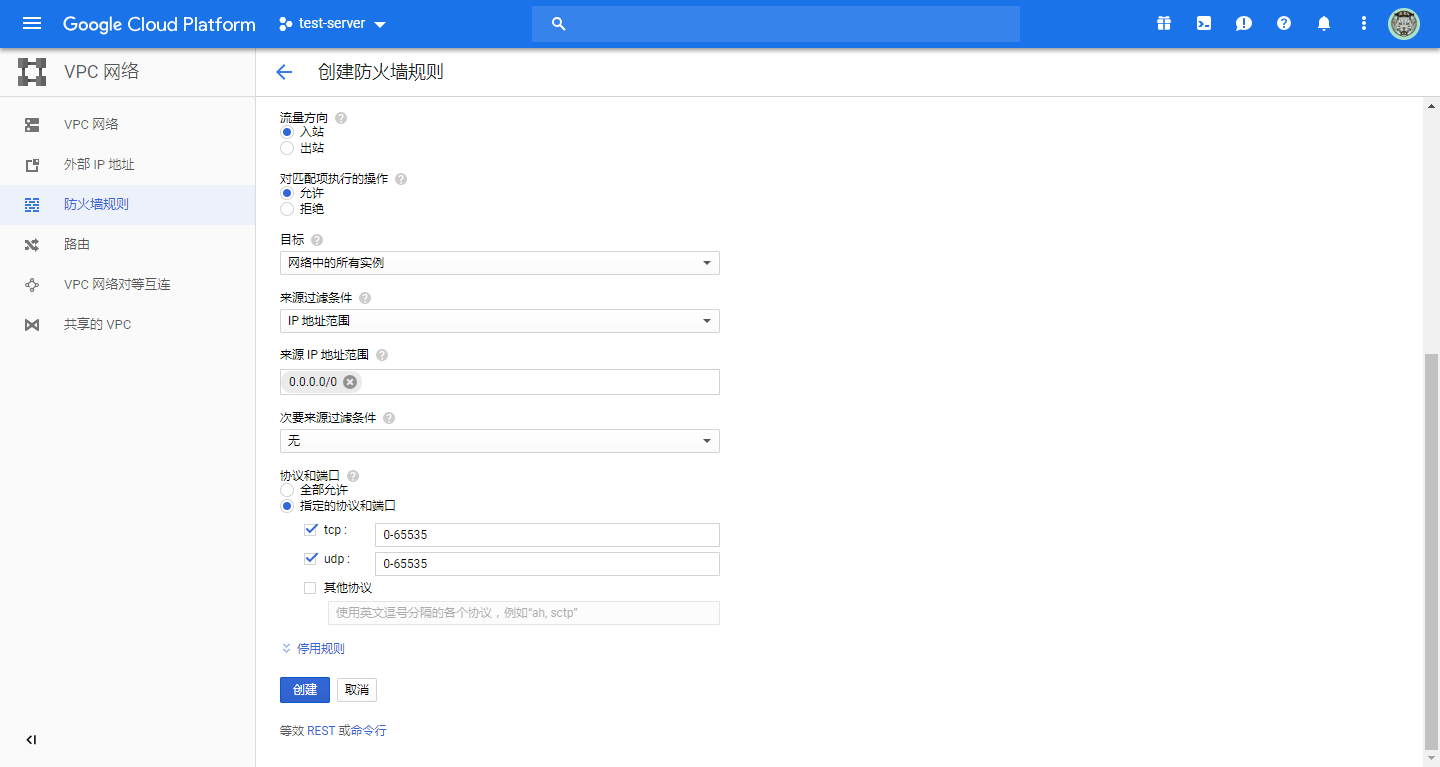 Google Cloud Platform
test-server
VPC 网络
创建防火墙规则
VPC 网络
外部 IP 地址
防火墙规则
路由
VPC 网络对等互连
共享的 VPC
流量方向
入站
出站
对匹配项执行的操作
允许
拒绝
目标
网络中的所有实例
来源过滤条件
IP 地址范围
来源 IP 地址范围
0.0.0.0/0
次要来源过滤条件
无
协议和端口
全部允许
指定的协议和端口
tcp : 0-65535
udp : 0-65535
其他协议
使用英文逗号分隔的各个协议，例如“ah, sctp”
停用规则
创建 取消
等效 REST 或命令行